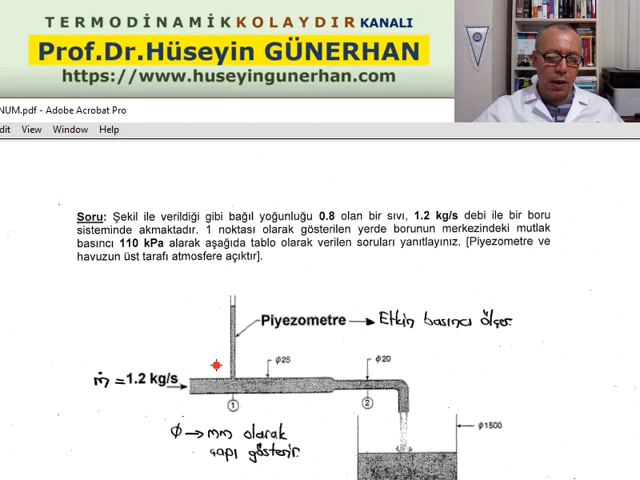 TERMODİNAMİKKOLAYDIR KANALI
Prof.Dr.Hüseyin GÜNERHAN
https://www.huseyingunerhan.com
NUM.pdf - Adobe Acrobat Pro
dit View Window Help
Soru: Şekil ile verildiği gibi bağıl yoğunluğu 0.8 olan bir sıvı, 1.2 kg/s debi ile bir boru
sisteminde akmaktadır. 1 noktası olarak gösterilen yerde borunun merkezindeki mutlak
basıncı 110 kPa alarak aşağıda tablo olarak verilen soruları yanıtlayınız. [Piyezometre ve
havuzun üst tarafı atmosfere açıktır].
Piyezometre → Etkin basıncı ölçer.
φ25
φ20
ṁ = 1.2 kg/s
1
2
φ → mm olarak
çapı gösterir.
φ1500